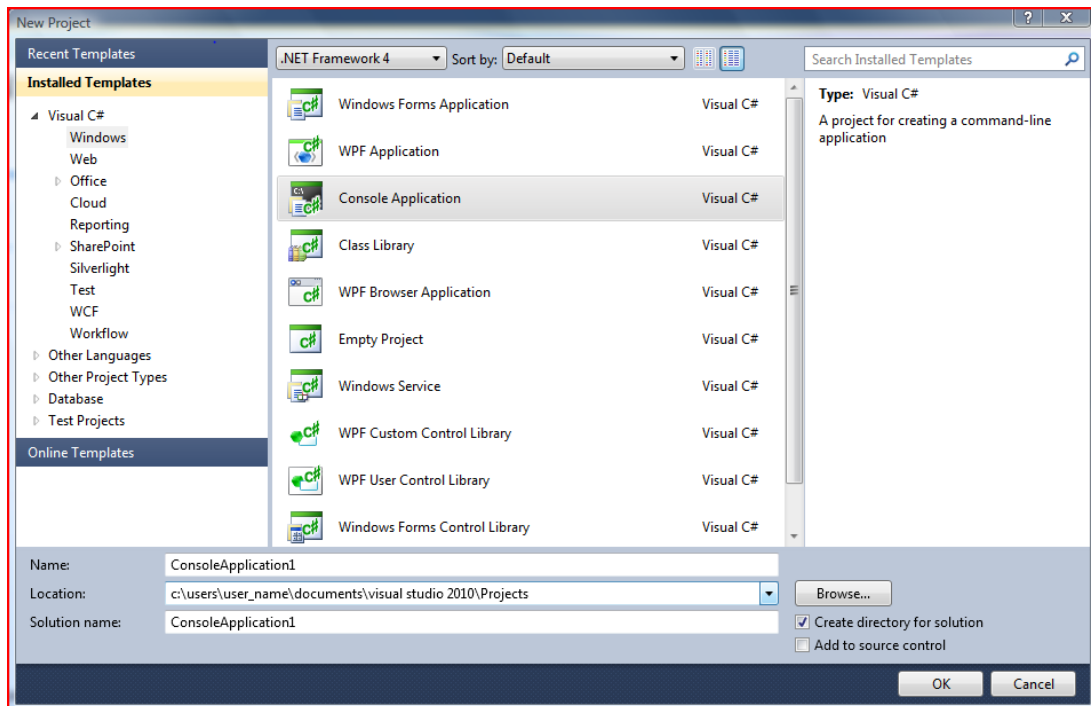 New Project
? X
Recent Templates
Installed Templates
Visual C#
Windows
Web
Office
Cloud
Reporting
SharePoint
Silverlight
Test
WCF
Workflow
Other Languages
Other Project Types
Database
Test Projects
Online Templates
.NET Framework 4 Sort by: Default
Windows Forms Application Visual C#
WPF Application Visual C#
Console Application Visual C#
Class Library Visual C#
WPF Browser Application Visual C#
Empty Project Visual C#
Windows Service Visual C#
WPF Custom Control Library Visual C#
WPF User Control Library Visual C#
Windows Forms Control Library Visual C#
Search Installed Templates
Type: Visual C#
A project for creating a command-line
application
Name: ConsoleApplication1
Location: c:\users\user_name\documents\visual studio 2010\Projects Browse...
Solution name: ConsoleApplication1
Create directory for solution
Add to source control
OK Cancel